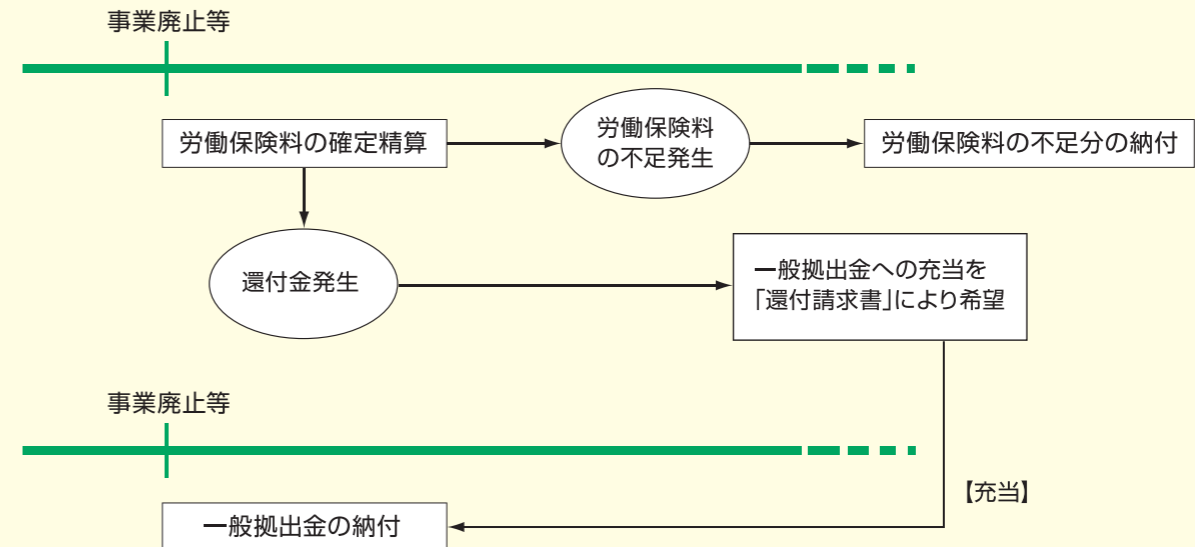 事業廃止等
労働保険料の確定精算
労働保険料
の不足発生
労働保険料の不足分の納付
還付金発生
一般拠出金への充当を
「還付請求書」により希望
事業廃止等
【充当】
一般拠出金の納付